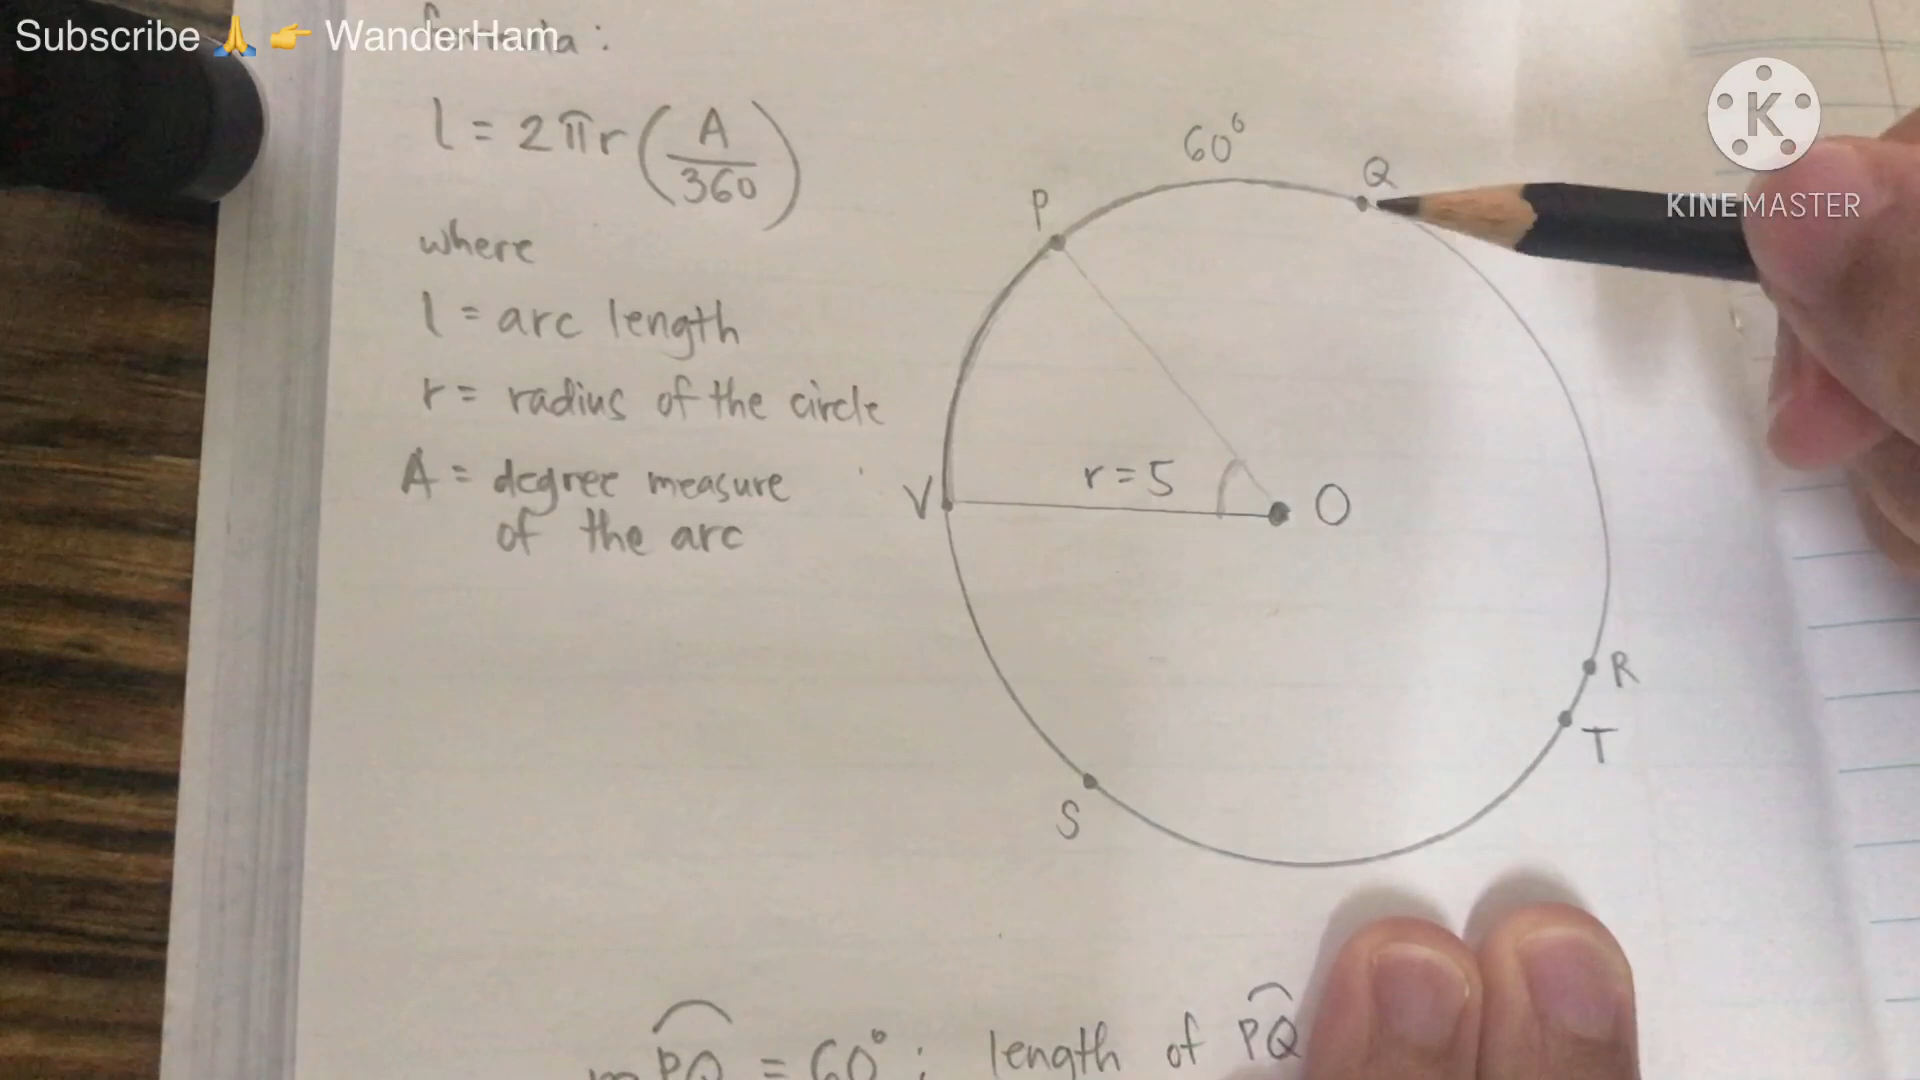 Subscribe 🙏 👉 WanderHam
l = 2πr (A/360)
where
l = arc length
r = radius of the circle
A = degree measure
of the arc
60°
P
Q
V
r = 5
O
R
T
S
KINEMASTER
m PQ = 60° ; length of PQ